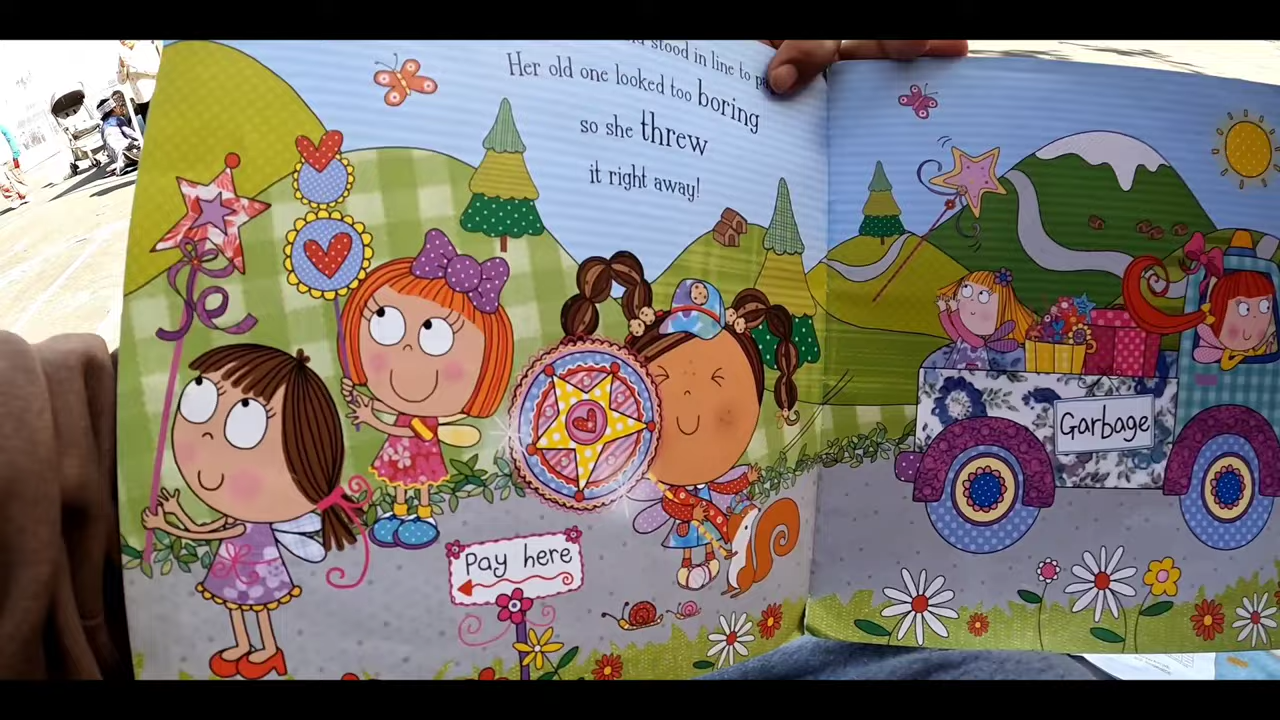 stood in line to
Her old one looked too boring
so she threw
it right away!
Garbage
Pay here